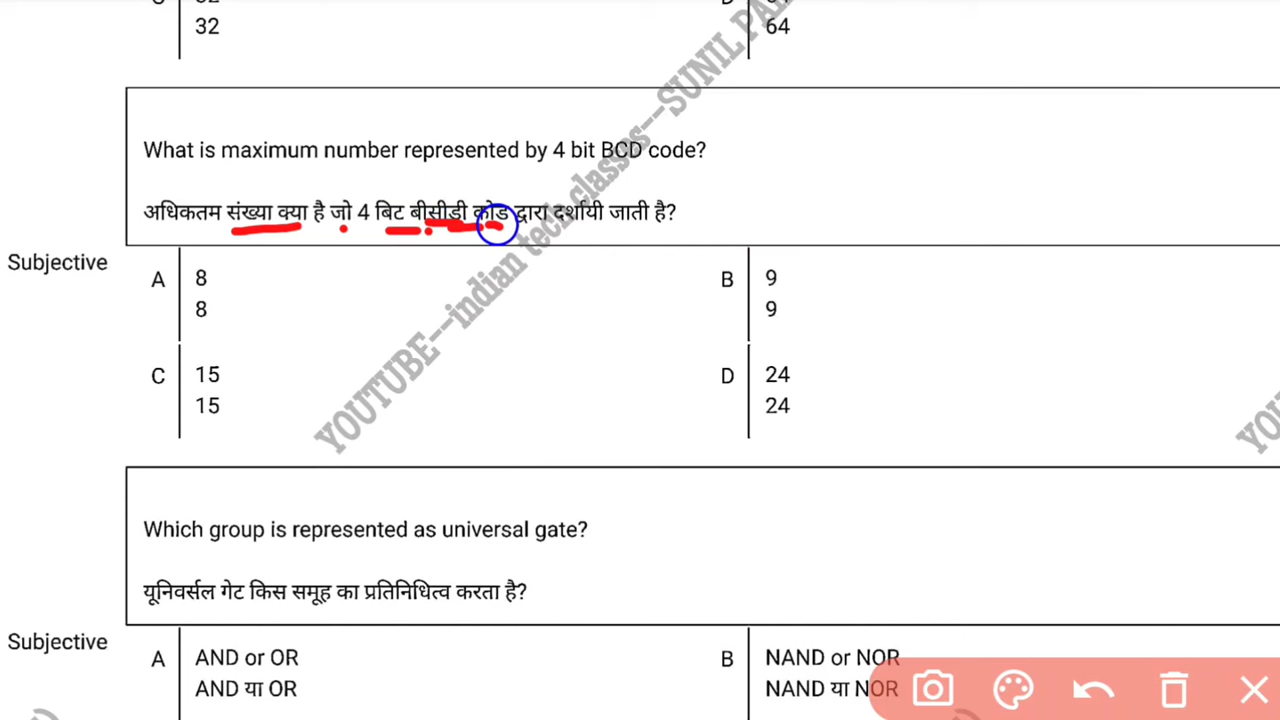 32
64
What is maximum number represented by 4 bit BCD code?
अधिकतम संख्या क्या है जो 4 बिट बीसीडी कोड द्वारा दर्शायी जाती है?
Subjective
A
8
8
B
9
9
C
15
15
D
24
24
YOUTUBE--indian tech classes--SUNIL
Which group is represented as universal gate?
यूनिवर्सल गेट किस समूह का प्रतिनिधित्व करता है?
Subjective
A
AND or OR
AND या OR
B
NAND or NOR
NAND या NOR